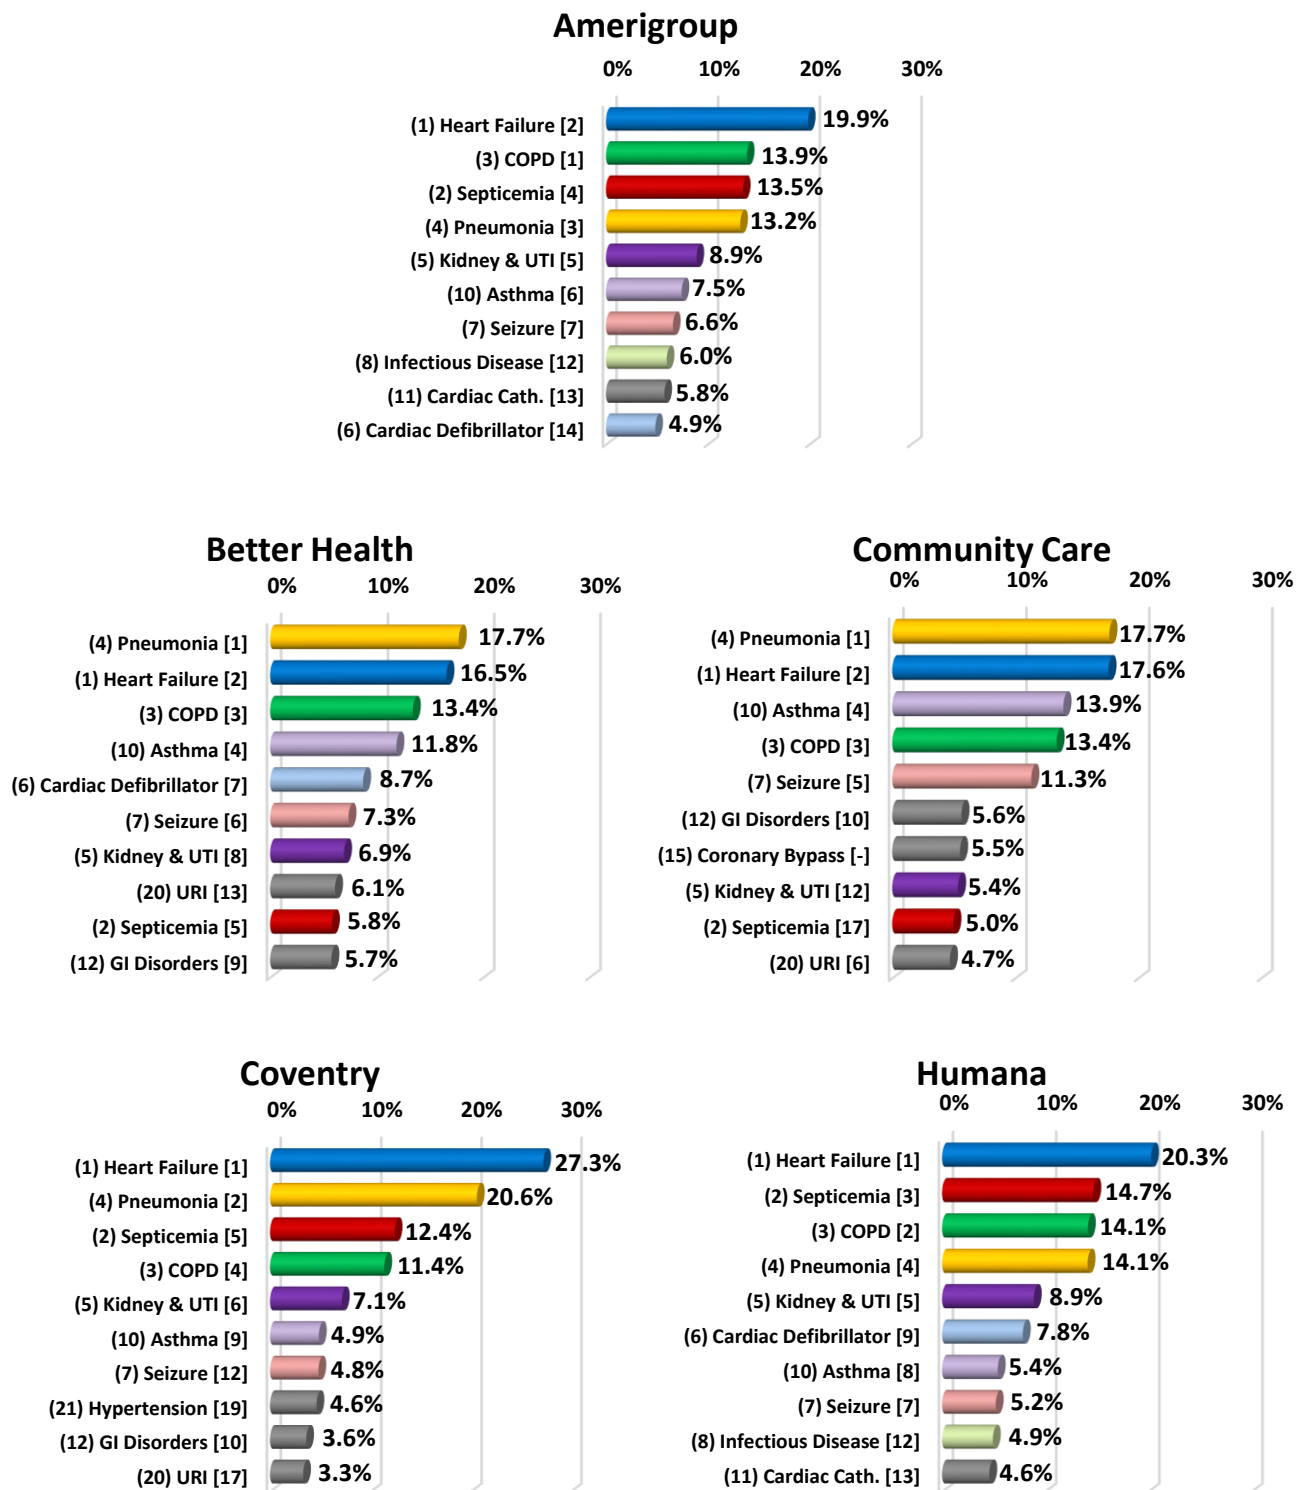 Amerigroup
0% 10% 20% 30%
(1) Heart Failure [2] 19.9%
(3) COPD [1] 13.9%
(2) Septicemia [4] 13.5%
(4) Pneumonia [3] 13.2%
(5) Kidney & UTI [5] 8.9%
(10) Asthma [6] 7.5%
(7) Seizure [7] 6.6%
(8) Infectious Disease [12] 6.0%
(11) Cardiac Cath. [13] 5.8%
(6) Cardiac Defibrillator [14] 4.9%
Better Health
0% 10% 20% 30%
(4) Pneumonia [1] 17.7%
(1) Heart Failure [2] 16.5%
(3) COPD [3] 13.4%
(10) Asthma [4] 11.8%
(6) Cardiac Defibrillator [7] 8.7%
(7) Seizure [6] 7.3%
(5) Kidney & UTI [8] 6.9%
(20) URI [13] 6.1%
(2) Septicemia [5] 5.8%
(12) GI Disorders [9] 5.7%
Community Care
0% 10% 20% 30%
(4) Pneumonia [1] 17.7%
(1) Heart Failure [2] 17.6%
(10) Asthma [4] 13.9%
(3) COPD [3] 13.4%
(7) Seizure [5] 11.3%
(12) GI Disorders [10] 5.6%
(15) Coronary Bypass [-] 5.5%
(5) Kidney & UTI [12] 5.4%
(2) Septicemia [17] 5.0%
(20) URI [6] 4.7%
Coventry
0% 10% 20% 30%
(1) Heart Failure [1] 27.3%
(4) Pneumonia [2] 20.6%
(2) Septicemia [5] 12.4%
(3) COPD [4] 11.4%
(5) Kidney & UTI [6] 7.1%
(10) Asthma [9] 4.9%
(7) Seizure [12] 4.8%
(21) Hypertension [19] 4.6%
(12) GI Disorders [10] 3.6%
(20) URI [17] 3.3%
Humana
0% 10% 20% 30%
(1) Heart Failure [1] 20.3%
(2) Septicemia [3] 14.7%
(3) COPD [2] 14.1%
(4) Pneumonia [4] 14.1%
(5) Kidney & UTI [5] 8.9%
(6) Cardiac Defibrillator [9] 7.8%
(10) Asthma [8] 5.4%
(7) Seizure [7] 5.2%
(8) Infectious Disease [12] 4.9%
(11) Cardiac Cath. [13] 4.6%